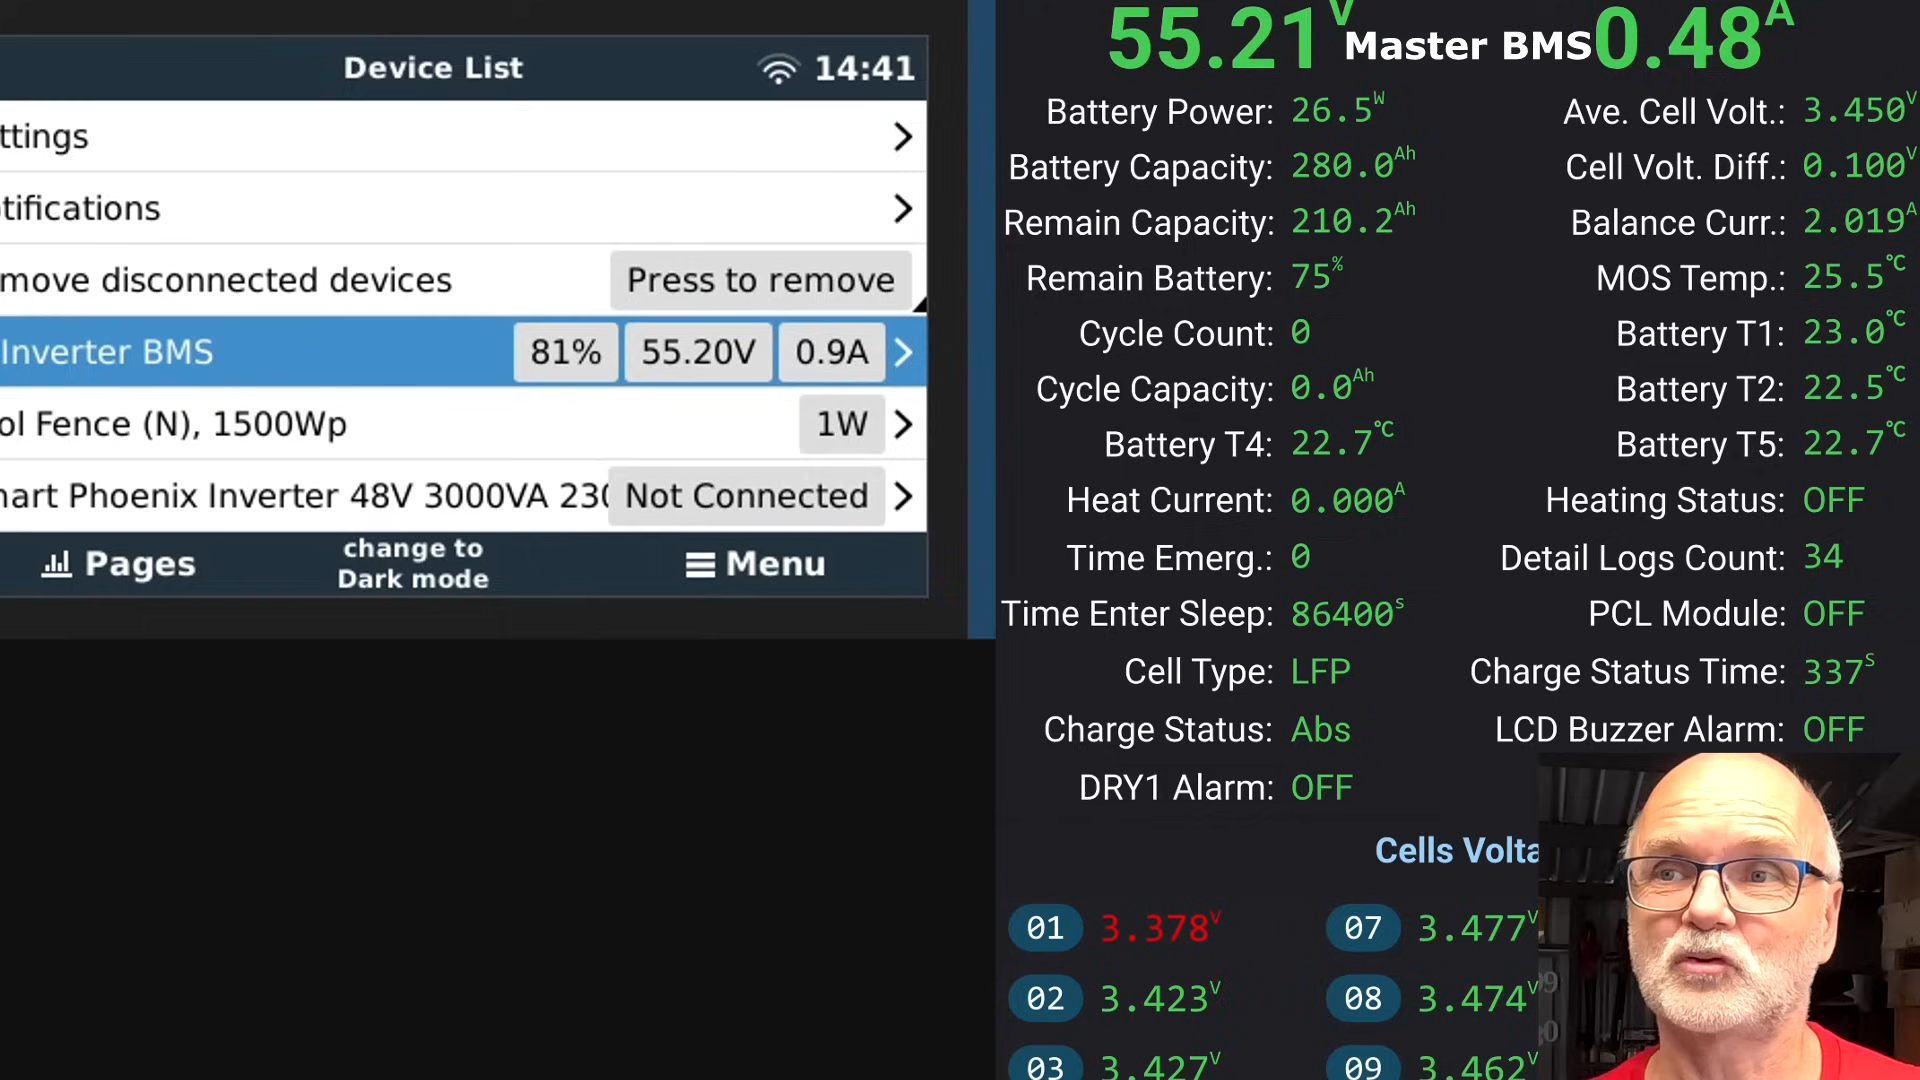 Device List 14:41
ttings
tifications
move disconnected devices Press to remove
Inverter BMS 81% 55.20V 0.9A
ol Fence (N), 1500Wp 1W
nart Phoenix Inverter 48V 3000VA 230 Not Connected
Pages
change to
Dark mode
Menu
55.21V Master BMS 0.48A
Battery Power: 26.5W Ave. Cell Volt.: 3.450V
Battery Capacity: 280.0Ah Cell Volt. Diff.: 0.100V
Remain Capacity: 210.2Ah Balance Curr.: 2.019A
Remain Battery: 75% MOS Temp.: 25.5℃
Cycle Count: 0 Battery T1: 23.0℃
Cycle Capacity: 0.0Ah Battery T2: 22.5℃
Battery T4: 22.7℃ Battery T5: 22.7℃
Heat Current: 0.000A Heating Status: OFF
Time Emerg.: 0 Detail Logs Count: 34
Time Enter Sleep: 86400s PCL Module: OFF
Cell Type: LFP Charge Status Time: 337S
Charge Status: Abs LCD Buzzer Alarm: OFF
DRY1 Alarm: OFF
Cells Volta
01 3.378V 07 3.477V
02 3.423V 08 3.474V
03 3.427V 09 3.462V